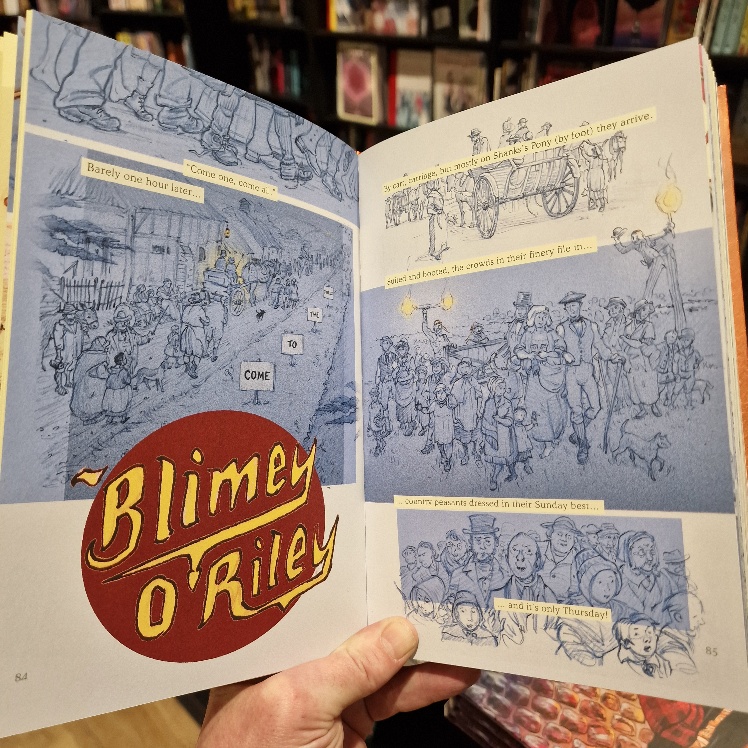 "Come one, come all"
Barely one hour later...
THE
TO
COME
Blimey
O'Riley
84
By cart, carriage, but mostly on Shanks's Pony (by foot) they arrive.
Suited and booted, the crowds in their finery file in...
... country peasants dressed in their Sunday best...
... and it's only Thursday!
85